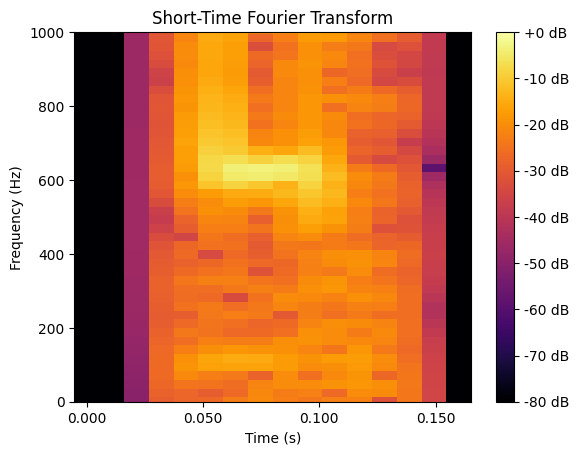 Short-Time Fourier Transform
1000
800
600
400
200
0
Frequency (Hz)
0.000
0.050
0.100
0.150
Time (s)
+0 dB
-10 dB
-20 dB
-30 dB
-40 dB
-50 dB
-60 dB
-70 dB
-80 dB